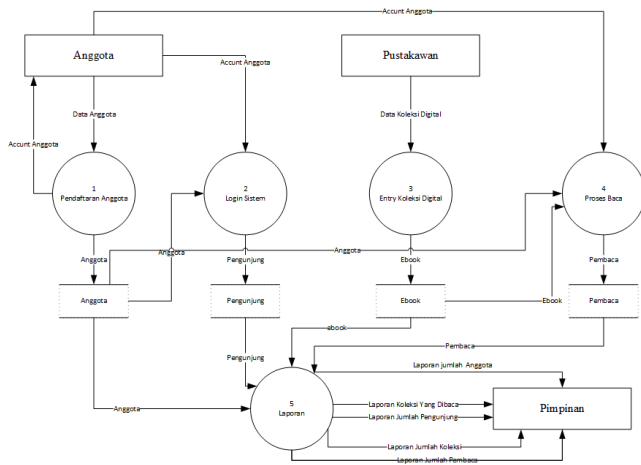 Accunt Anggota
Anggota
Pustakawan
Accunt Anggota
Data Anggota
Data Koleksi Digital
Accunt Anggota
1
Pendaftaran Anggota
2
Login Sistem
3
Entry Koleksi Digital
4
Proses Baca
Anggota
Anggota
Anggota
Pengunjung
Ebook
Pembaca
Anggota
Pengunjung
Ebook
Ebook
Pembaca
ebook
Pembaca
Pengunjung
Laporan jumlah Anggota
Anggota
5
Laporan
Laporan Koleksi Yang Dibaca
Laporan Jumlah Pengunjung
Pimpinan
Laporan Jumlah Koleksi
Laporan Jumlah Pembaca